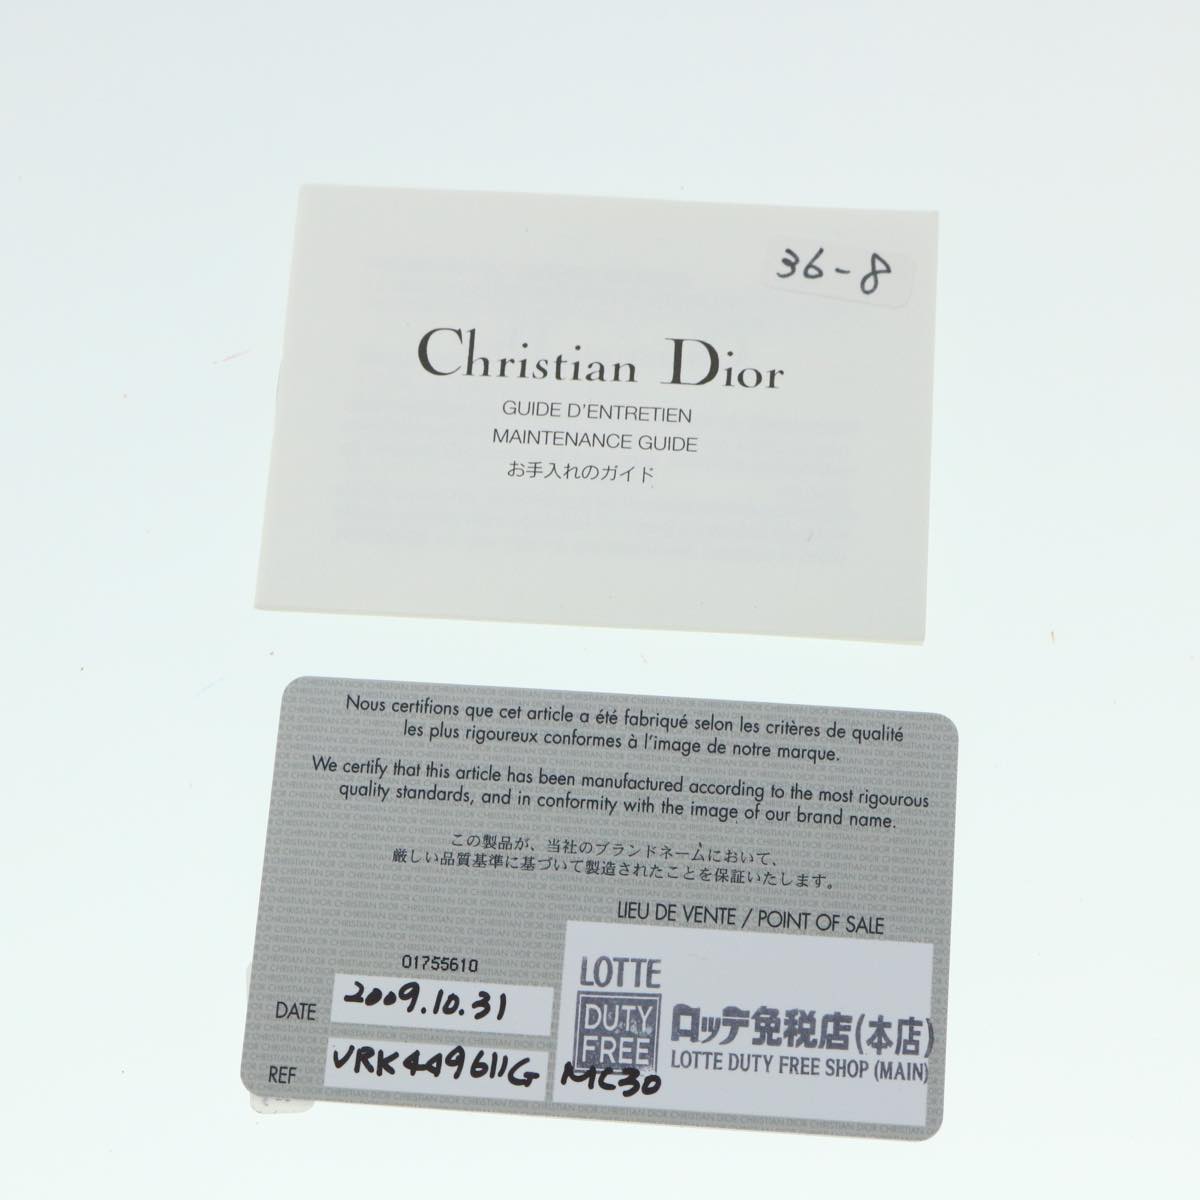 36-8
Christian Dior
GUIDE D'ENTRETIEN
MAINTENANCE GUIDE
お手入れのガイド
Nous certifions que cet article a été fabriqué selon les critères de qualité
les plus rigoureux conformes à l'image de notre marque.
We certify that this article has been manufactured according to the most rigourous
quality standards, and in conformity with the image of our brand name.
この製品が、当社のブランドネームにおいて、
厳しい品質基準に基づいて製造されたことを保証いたします。
LIEU DE VENTE / POINT OF SALE
01755610
DATE 2009.10.31
REF VRK449611G MC30
LOTTE
DUTY
FREE
ロッテ免税店(本店)
LOTTE DUTY FREE SHOP (MAIN)